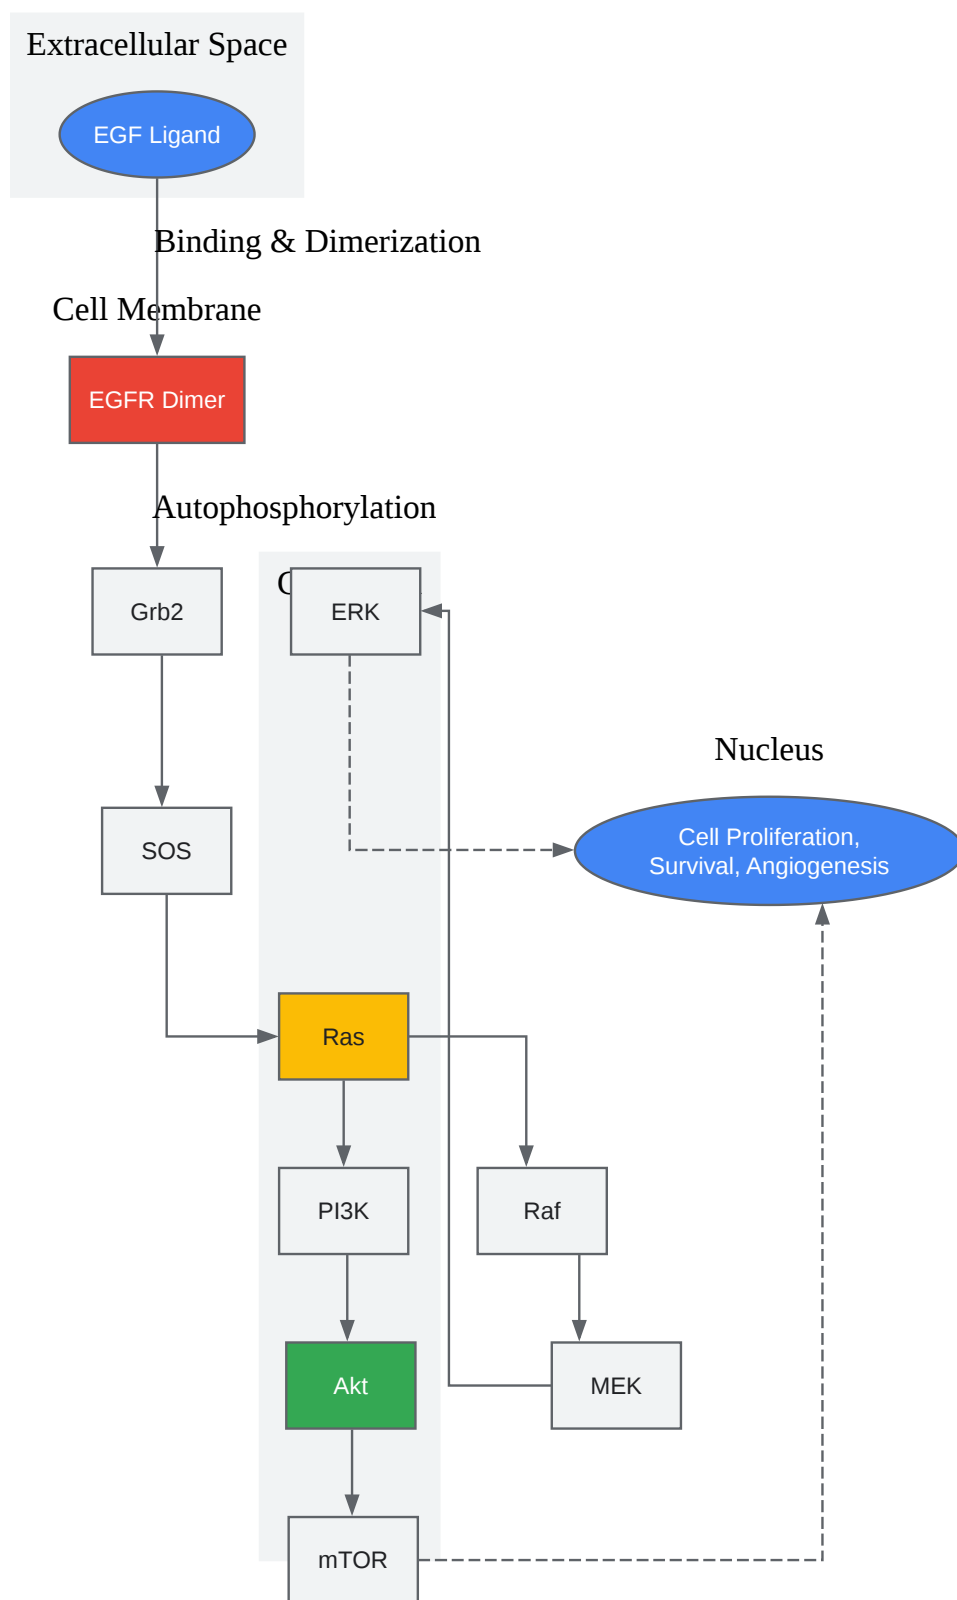 Extracellular Space
EGF Ligand
Binding & Dimerization
Cell Membrane
EGFR Dimer
Autophosphorylation
Grb2
ERK
Nucleus
SOS
Cell Proliferation,
Survival, Angiogenesis
Ras
PI3K
Raf
Akt
MEK
mTOR